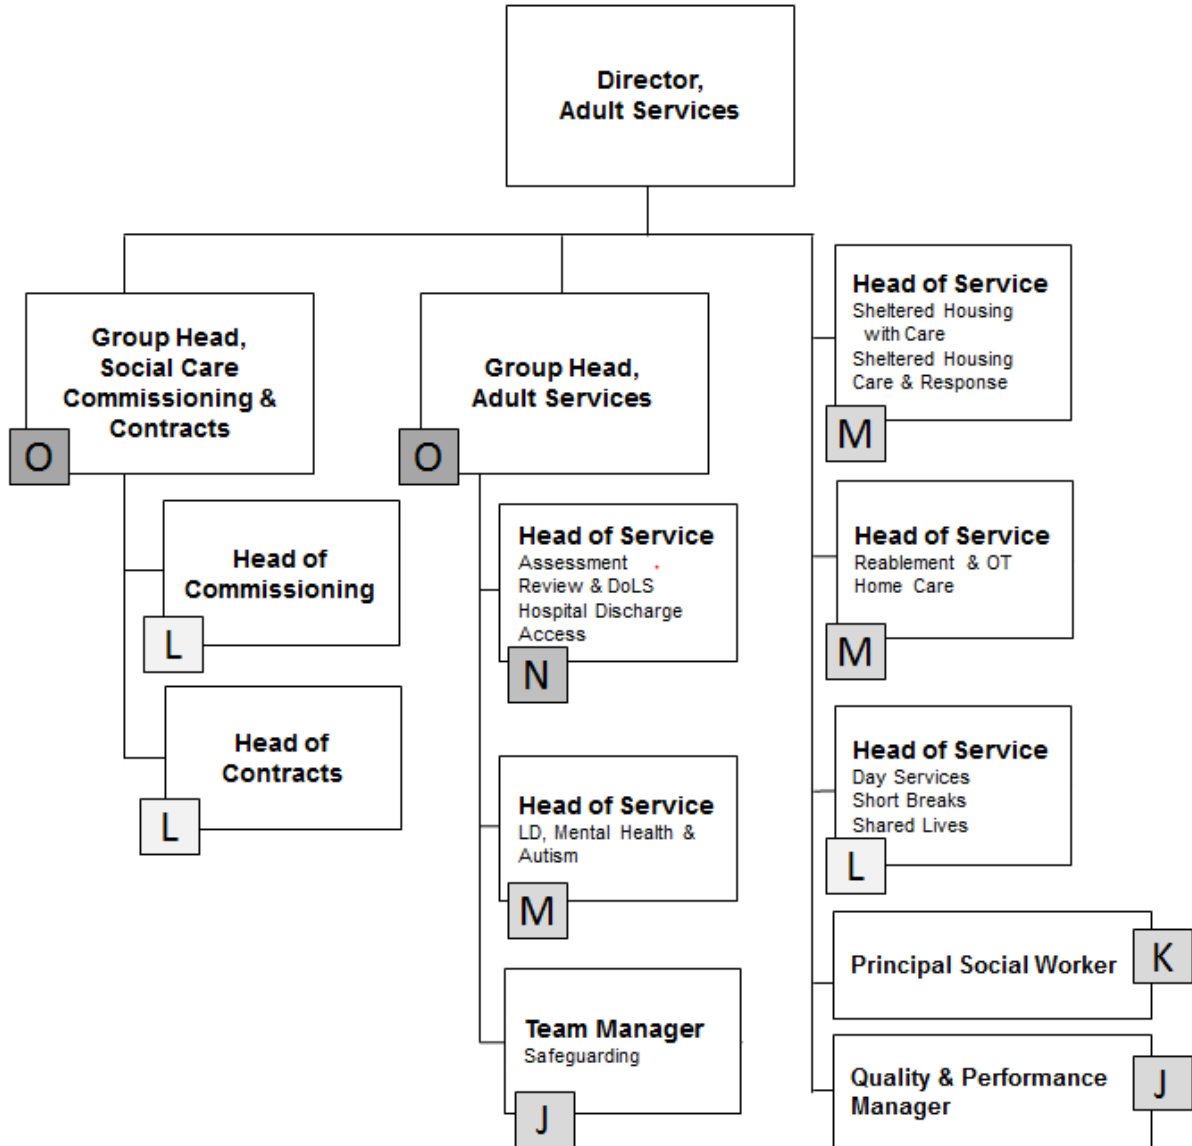 Director,
Adult Services
Group Head,
Social Care
Commissioning &
Contracts
O
Head of
Commissioning
L
Head of
Contracts
L
Group Head,
Adult Services
O
Head of Service
Assessment
Review & DoLS
Hospital Discharge
Access
N
Head of Service
LD, Mental Health &
Autism
M
Team Manager
Safeguarding
J
Head of Service
Sheltered Housing
with Care
Sheltered Housing
Care & Response
M
Head of Service
Reablement & OT
Home Care
M
Head of Service
Day Services
Short Breaks
Shared Lives
L
Principal Social Worker
K
Quality & Performance
Manager
J